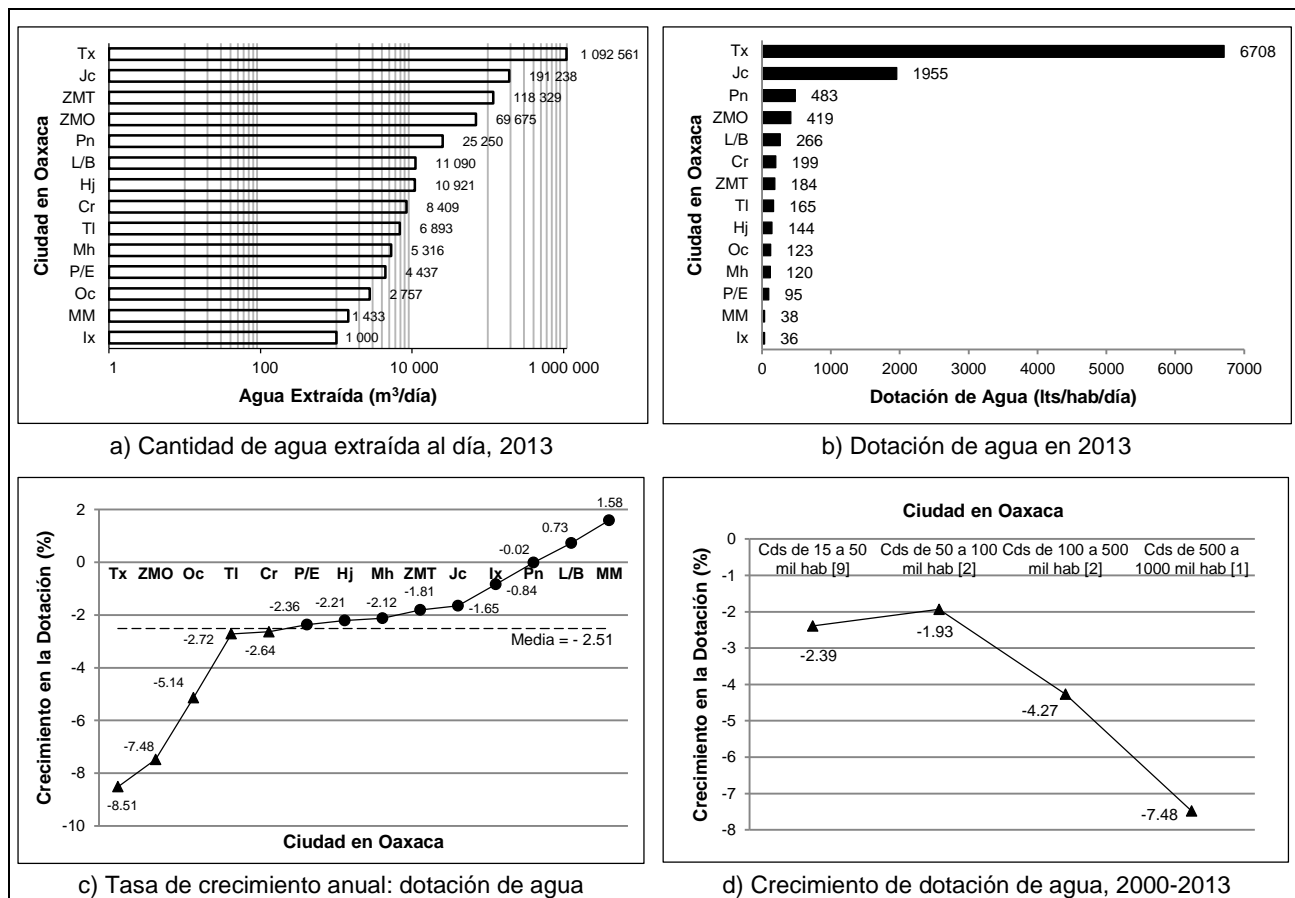 Ciudad en Oaxaca
Tx 1 092 561
Jc 191 238
ZMT 118 329
ZMO 69 675
Pn 25 250
L/B 11 090
Hj 10 921
Cr 8 409
Tl 6 893
Mh 5 316
P/E 4 437
Oc 2 757
MM 1 433
Ix 1 000
1 100 10 000 1 000 000
Agua Extraída (m³/día)
a) Cantidad de agua extraída al día, 2013
Ciudad en Oaxaca
Tx 6708
Jc 1955
Pn 483
ZMO 419
L/B 266
Cr 199
ZMT 184
Tl 165
Hj 144
Oc 123
Mh 120
P/E 95
MM 38
Ix 36
0 1000 2000 3000 4000 5000 6000 7000
Dotación de Agua (lts/hab/día)
b) Dotación de agua en 2013
Crecimiento en la Dotación (%)
2
0
-2
-4
-6
-8
-10
Tx ZMO Oc Tl Cr P/E Hj Mh ZMT Jc Ix Pn L/B MM
-8.51
-7.48
-5.14
-2.72
-2.64
-2.36
-2.21
-2.12
-1.81
-1.65
-0.84
-0.02
0.73
1.58
Media = - 2.51
Ciudad en Oaxaca
c) Tasa de crecimiento anual: dotación de agua
Ciudad en Oaxaca
Crecimiento en la Dotación (%)
0
-1
-2
-3
-4
-5
-6
-7
-8
Cds de 15 a 50
mil hab [9]
Cds de 50 a 100
mil hab [2]
Cds de 100 a 500
mil hab [2]
Cds de 500 a
1000 mil hab [1]
-2.39
-1.93
-4.27
-7.48
d) Crecimiento de dotación de agua, 2000-2013